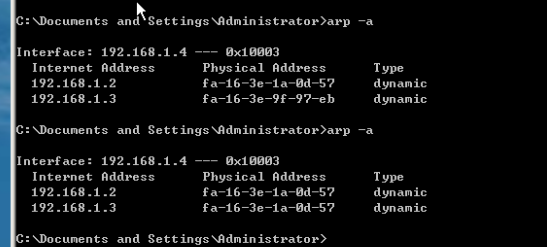 C:\Documents and Settings\Administrator>arp -a
Interface: 192.168.1.4 --- 0x10003
Internet Address Physical Address Type
192.168.1.2 fa-16-3e-1a-0d-57 dynamic
192.168.1.3 fa-16-3e-9f-97-eb dynamic
C:\Documents and Settings\Administrator>arp -a
Interface: 192.168.1.4 --- 0x10003
Internet Address Physical Address Type
192.168.1.2 fa-16-3e-1a-0d-57 dynamic
192.168.1.3 fa-16-3e-1a-0d-57 dynamic
C:\Documents and Settings\Administrator>